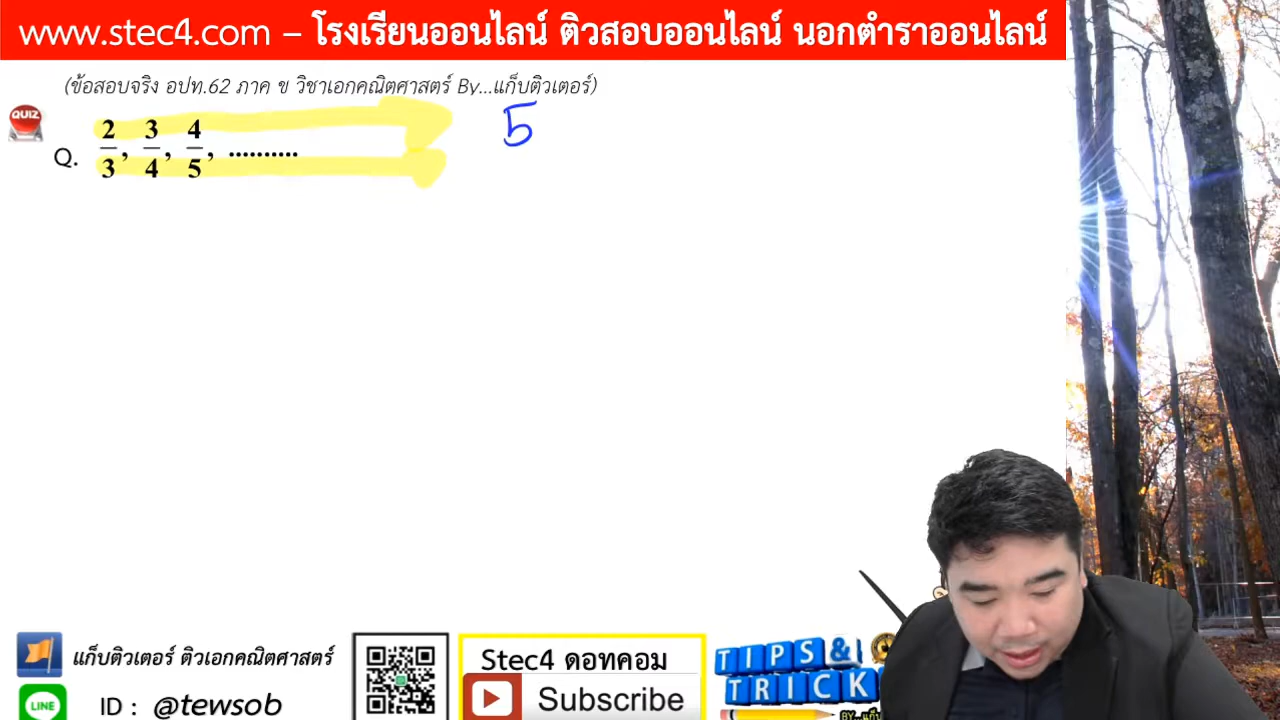 www.stec4.com – โรงเรียนออนไลน์ ติวสอบออนไลน์ นอกตำราออนไลน์
(ข้อสอบจริง อปท.62 ภาค ข วิชาเอกคณิตศาสตร์ By...แก็บติวเตอร์)
QUIZ
Q. 2/3, 3/4, 4/5, ..........
5
แก็บติวเตอร์ ติวเอกคณิตศาสตร์
Stec4 ดอทคอม
TIPS &
LINE
ID : @tewsob
Subscribe
TRICK